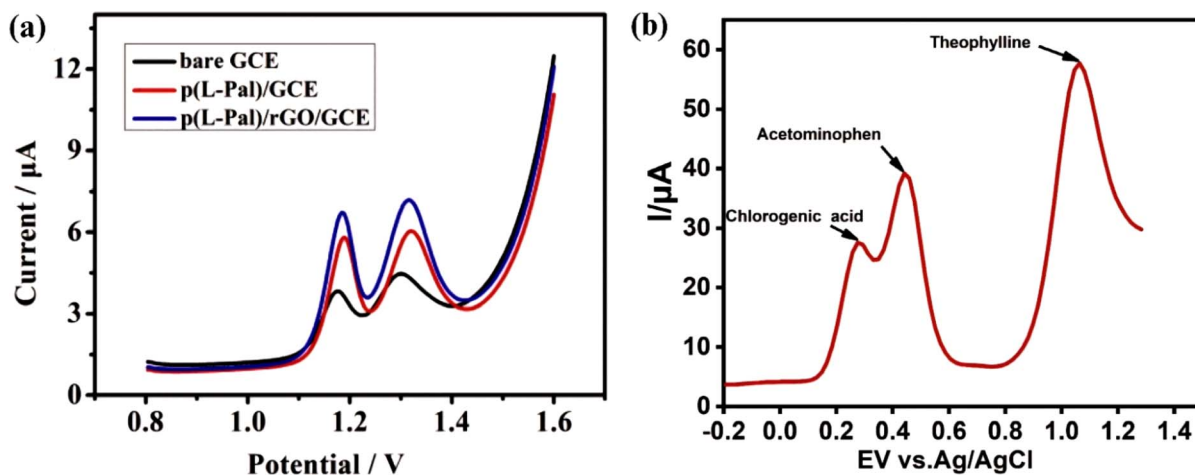 (a)
bare GCE
p(L-Pal)/GCE
p(L-Pal)/rGO/GCE
Current / µA
12
9
6
3
0
0.8 1.0 1.2 1.4 1.6
Potential / V
(b)
Theophylline
Acetominophen
Chlorogenic acid
I/µA
60
50
40
30
20
10
0
-0.2 0.0 0.2 0.4 0.6 0.8 1.0 1.2 1.4
EV vs.Ag/AgCl